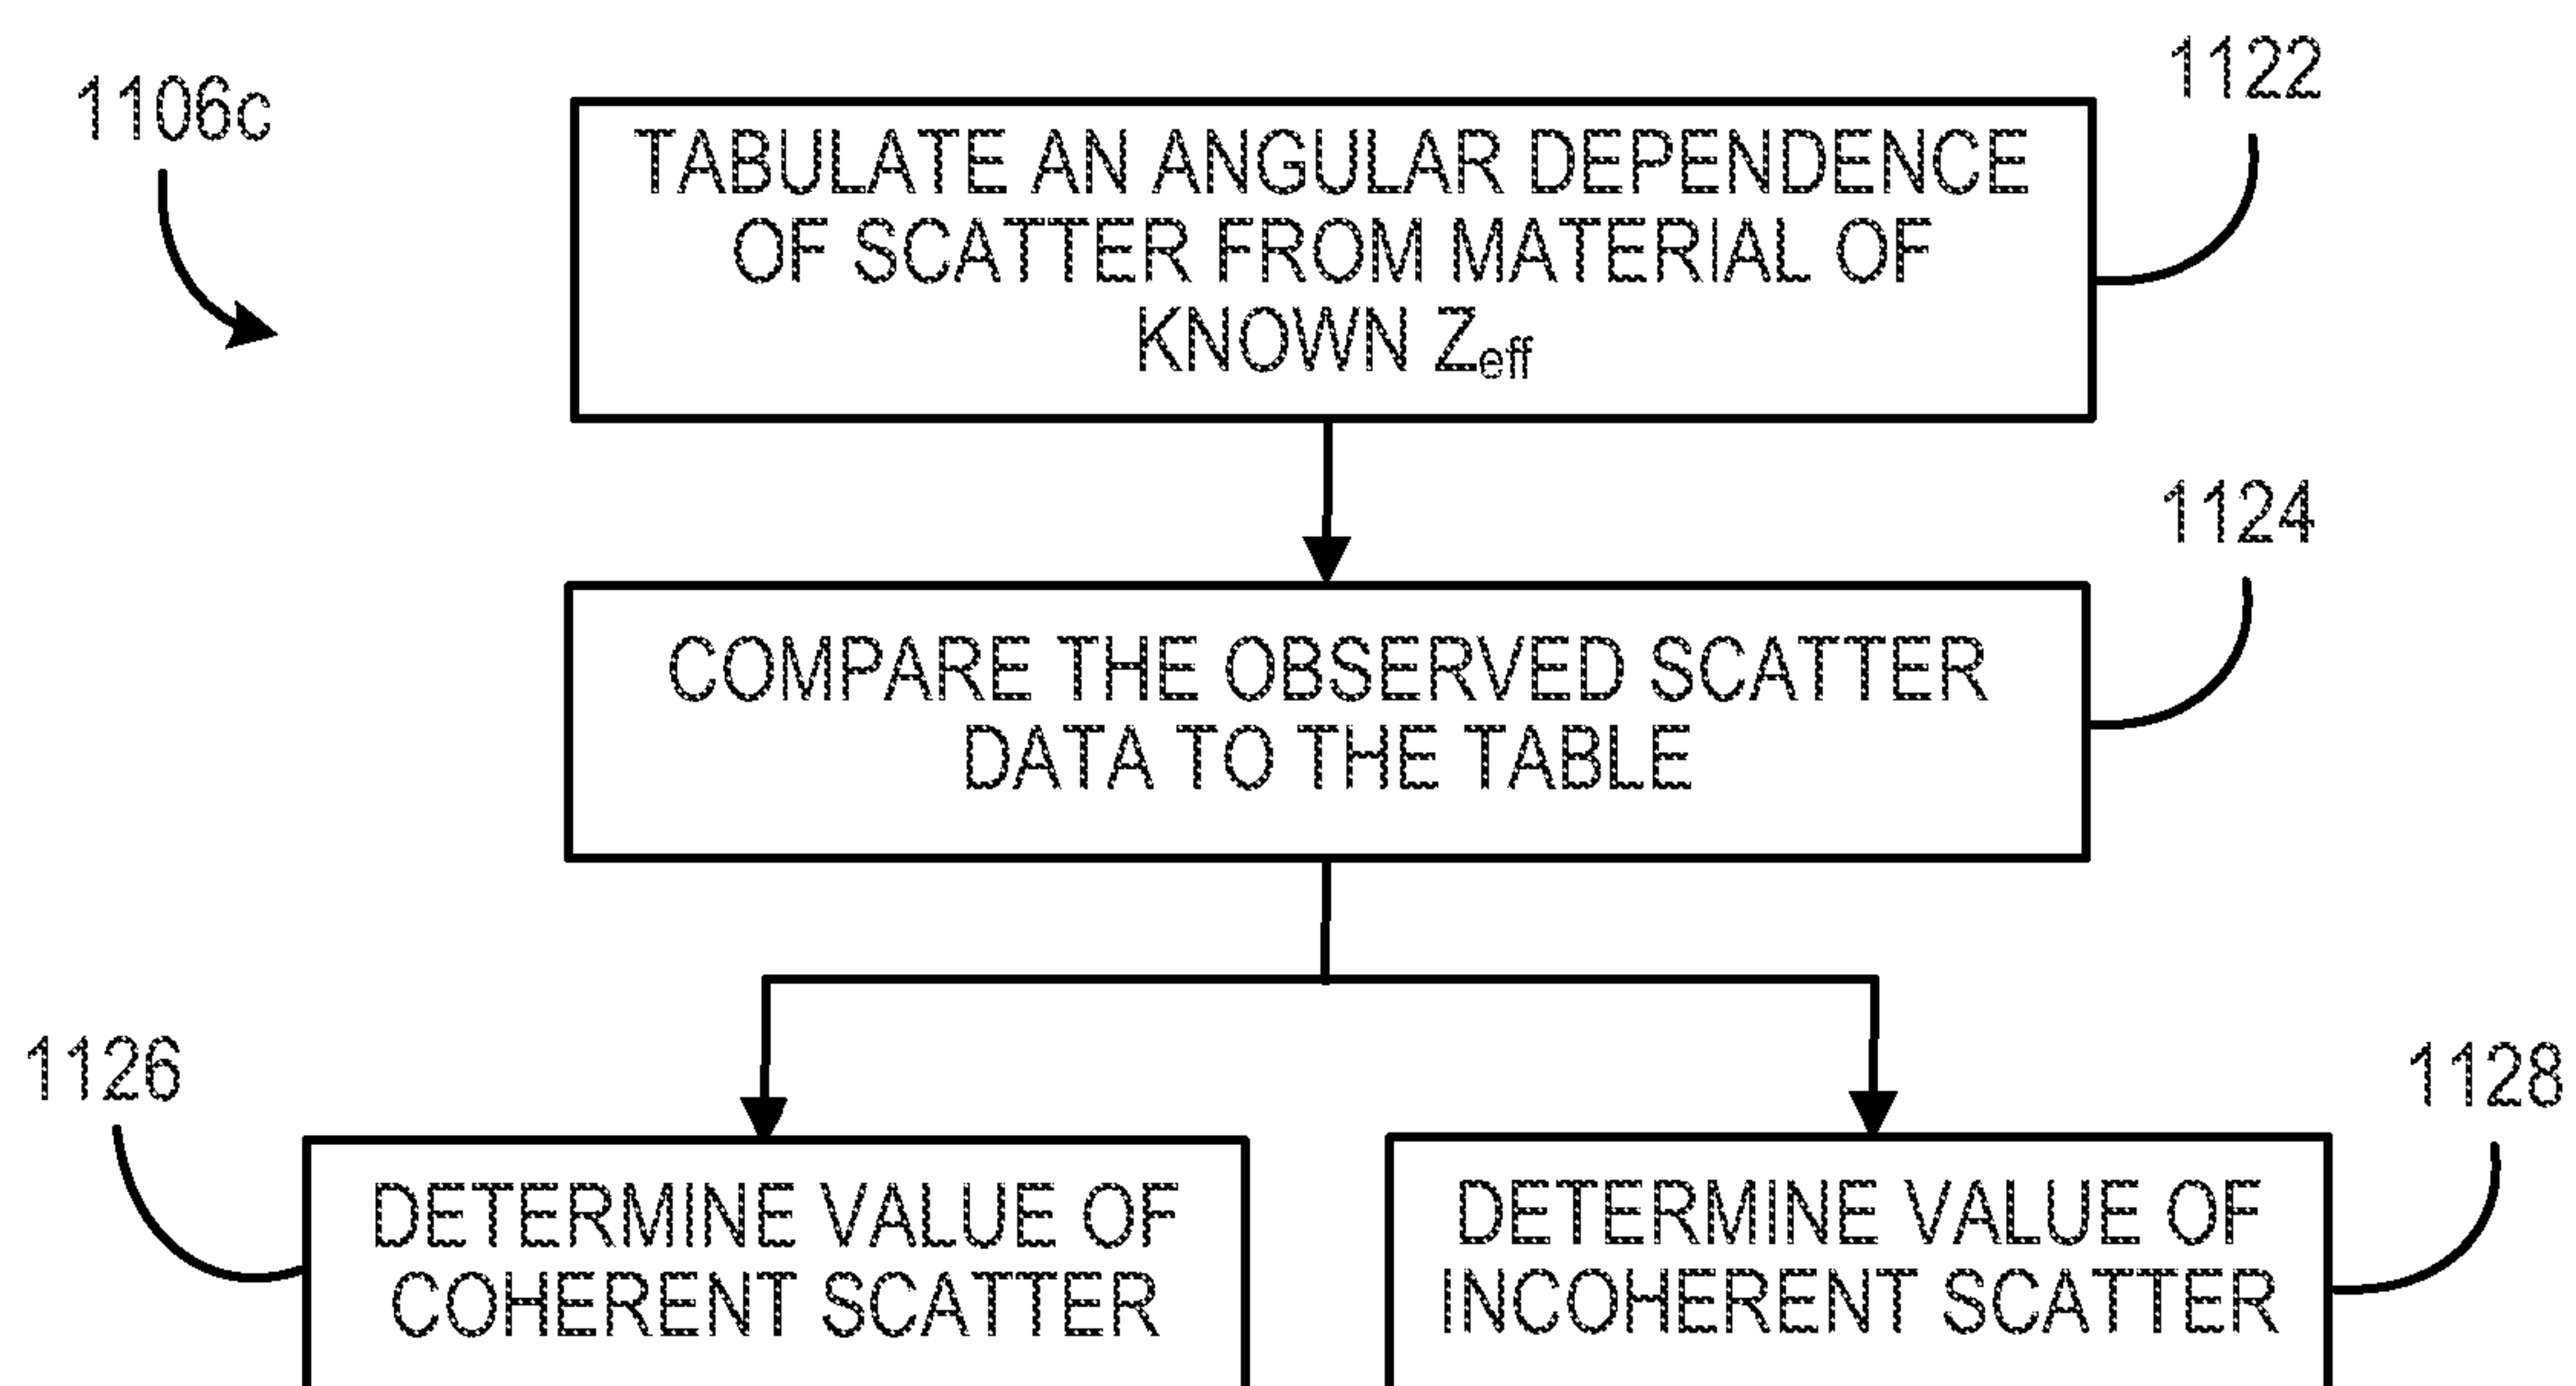 1106c
1122
TABULATE AN ANGULAR DEPENDENCE
OF SCATTER FROM MATERIAL OF
KNOWN Zeff
1124
COMPARE THE OBSERVED SCATTER
DATA TO THE TABLE
1126
DETERMINE VALUE OF
COHERENT SCATTER
1128
DETERMINE VALUE OF
INCOHERENT SCATTER